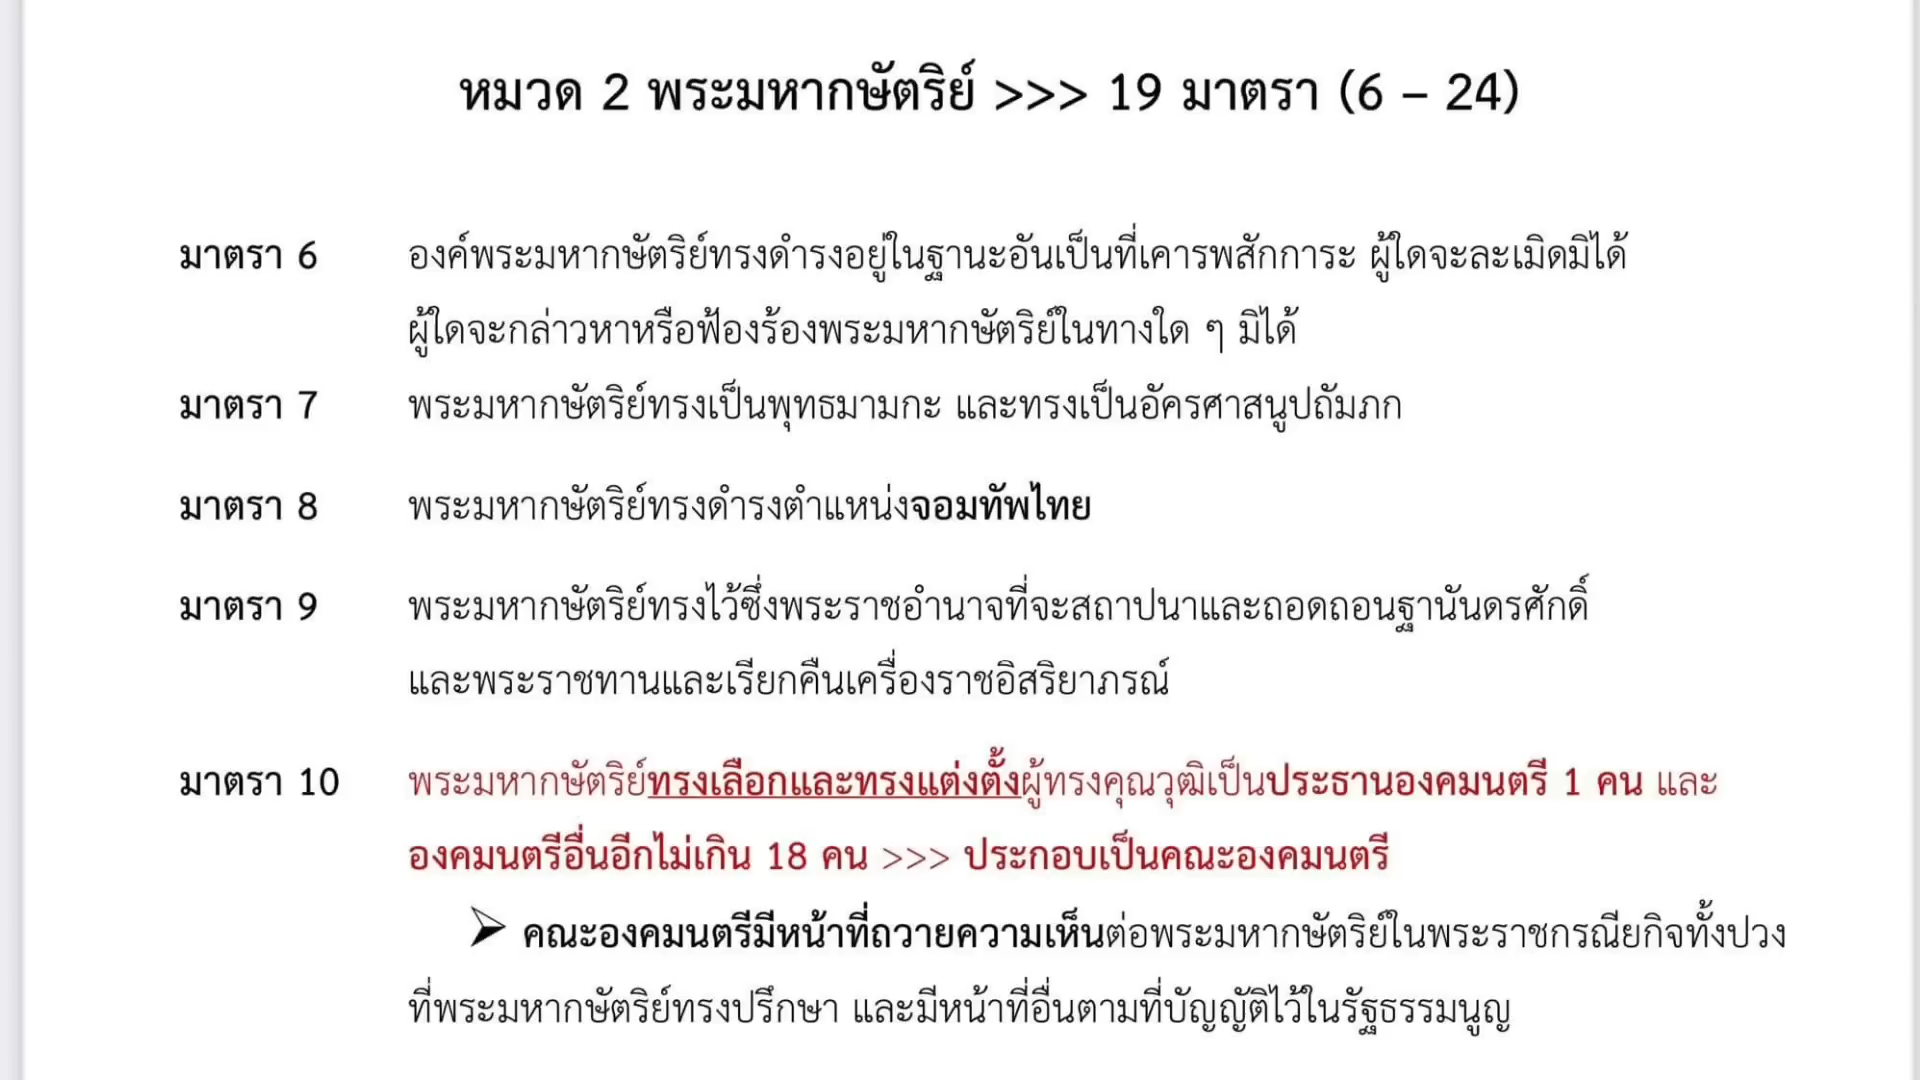 หมวด 2 พระมหากษัตริย์ >>> 19 มาตรา (6 – 24)
มาตรา 6 องค์พระมหากษัตริย์ทรงดำรงอยู่ในฐานะอันเป็นที่เคารพสักการะ ผู้ใดจะละเมิดมิได้
ผู้ใดจะกล่าวหาหรือฟ้องร้องพระมหากษัตริย์ในทางใด ๆ มิได้
มาตรา 7 พระมหากษัตริย์ทรงเป็นพุทธมามกะ และทรงเป็นอัครศาสนูปถัมภก
มาตรา 8 พระมหากษัตริย์ทรงดำรงตำแหน่งจอมทัพไทย
มาตรา 9 พระมหากษัตริย์ทรงไว้ซึ่งพระราชอำนาจที่จะสถาปนาและถอดถอนฐานันดรศักดิ์
และพระราชทานและเรียกคืนเครื่องราชอิสริยาภรณ์
มาตรา 10 พระมหากษัตริย์ทรงเลือกและทรงแต่งตั้งผู้ทรงคุณวุฒิเป็นประธานองคมนตรี 1 คน และ
องคมนตรีอื่นอีกไม่เกิน 18 คน >>> ประกอบเป็นคณะองคมนตรี
➢ คณะองคมนตรีมีหน้าที่ถวายความเห็นต่อพระมหากษัตริย์ในพระราชกรณียกิจทั้งปวง
ที่พระมหากษัตริย์ทรงปรึกษา และมีหน้าที่อื่นตามที่บัญญัติไว้ในรัฐธรรมนูญ